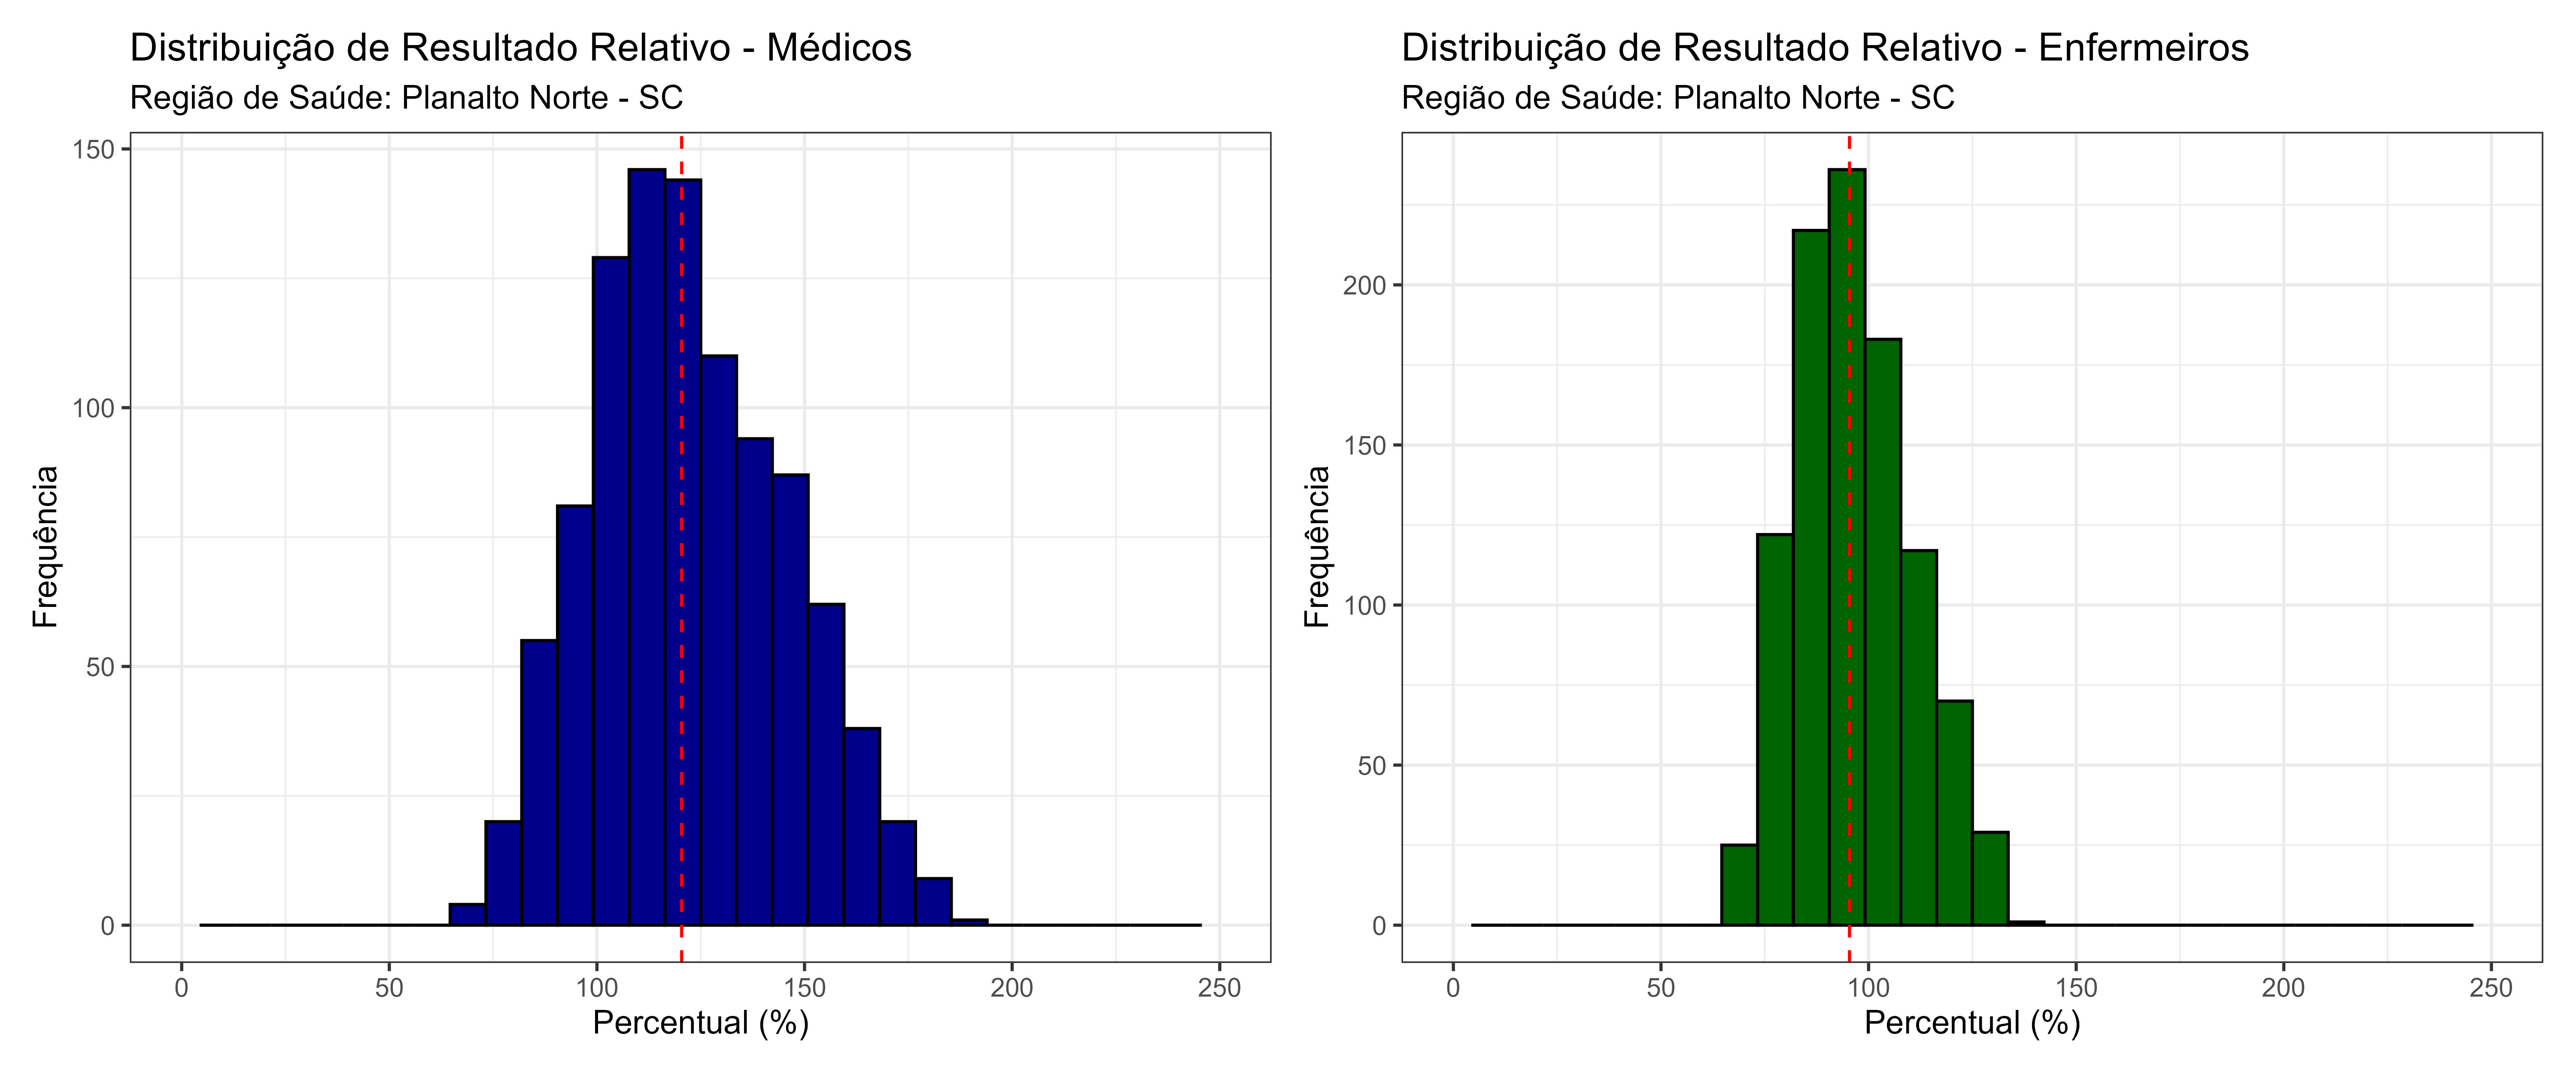 Distribuição de Resultado Relativo - Médicos
Região de Saúde: Planalto Norte - SC
150
100
50
0
Frequência
0 50 100 150 200 250
Percentual (%)
Distribuição de Resultado Relativo - Enfermeiros
Região de Saúde: Planalto Norte - SC
200
150
100
50
0
Frequência
0 50 100 150 200 250
Percentual (%)